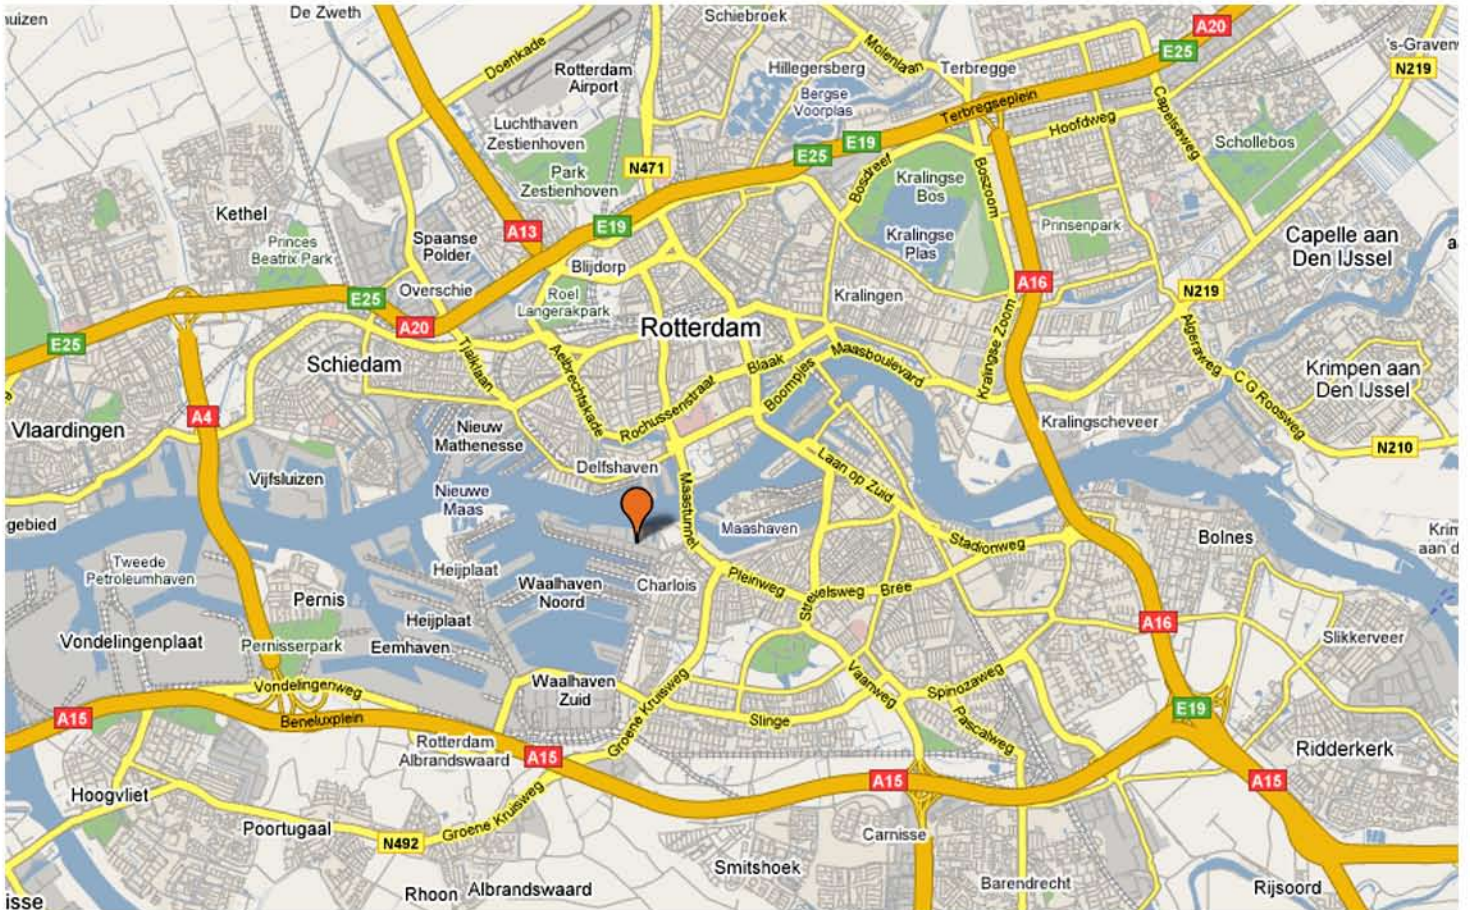 huizen
De Zweth
Schiebroek
A20
E25
's-Graven
N219
Doenkade
Rotterdam
Airport
Hillegersberg
Molenlaan
Terbregge
Bergse
Voorplas
Terbregseplein
Capelseweg
Hoofdweg
Luchthaven
Zestienhoven
Schollebos
E19
E25
N471
Park
Zestienhoven
Bosdreef
Kralingse
Bos
Boszoom
Kethel
A13
E19
Spaanse
Polder
Princes
Beatrix Park
Kralingse
Plas
Prinsenpark
Capelle aan
Den IJssel
a
Blijdorp
A16
N219
Overschie
E25
Roel
Langerakpark
Kralingen
A20
Rotterdam
E25
Kralingse Zoom
Algeraweg
Schiedam
Tjalklaan
Aelbrechtskade
Blaak
Maasboulevard
Boompjes
Rochussenstraat
Krimpen aan
Den IJssel
C G Roosweg
A4
Vlaardingen
Nieuw
Mathenesse
Kralingscheveer
N210
Delfshaven
Laan op Zuid
Vijfsluizen
Nieuwe
Maas
Maastunnel
Maashaven
gebied
Stadionweg
Bolnes
Krim
aan d
Tweede
Petroleumhaven
Heijplaat
Waalhaven
Noord
Charlois
Pleinweg
Strevelsweg
Bree
Pernis
Heijplaat
A16
Vondelingenplaat
Pernisserpark
Eemhaven
Slikkerveer
Vondelingenweg
Waalhaven
Zuid
Groene Kruisweg
Vaanweg
Spinozaweg
A15
Beneluxplein
Slinge
Pascalweg
E19
Rotterdam
Albrandswaard
A15
Ridderkerk
A15
A15
Hoogvliet
Groene Kruisweg
Poortugaal
N492
Carnisse
Smitshoek
Barendrecht
Rijsoord
Rhoon
Albrandswaard
isse